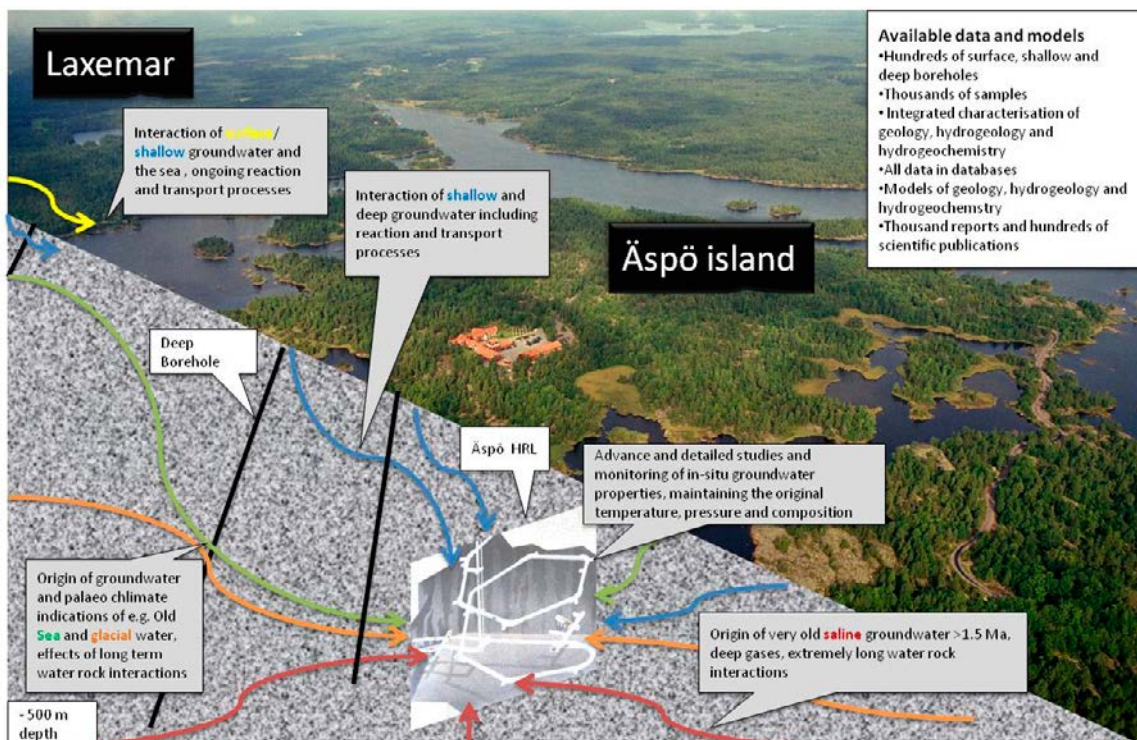 Laxemar
Available data and models
•Hundreds of surface, shallow and
deep boreholes
•Thousands of samples
• Integrated characterisation of
geology, hydrogeology and
hydrogeochemistry
•All data in databases
•Models of geology, hydrogeology and
hydrogeochemstry
•Thousand reports and hundreds of
scientific publications
Interaction of surface/
shallow groundwater and
the sea , ongoing reaction
and transport processes
Interaction of shallow and
deep groundwater including
reaction and transport
processes
Äspö island
Deep
Borehole
Äspö HRL
Advance and detailed studies and
monitoring of in-situ groundwater
properties, maintaining the original
temperature, pressure and composition
Origin of groundwater
and palaeo chlimate
indications of e.g. Old
Sea and glacial water,
effects of long term
water rock interactions
Origin of very old saline groundwater >1.5 Ma,
deep gases, extremely long water rock
interactions
-500 m
depth